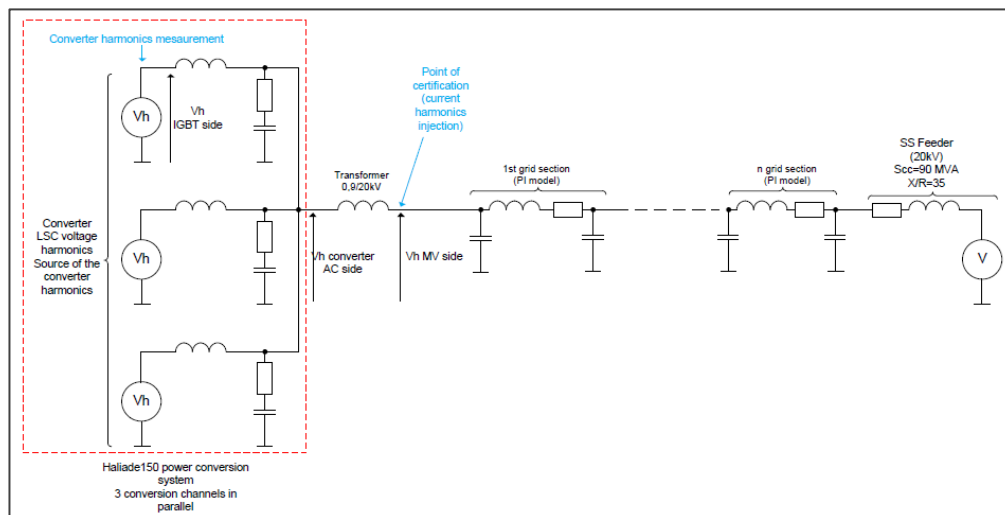 Converter harmonics mesaurement
Vh
IGBT side
Vh
Point of
certification
(current
harmonics
injection)
Transformer
0,9/20kV
1st grid section
(PI model)
n grid section
(PI model)
SS Feeder
(20kV)
Scc=90 MVA
X/R=35
Converter
LSC voltage
harmonics
Source of the
converter
harmonics
Vh
Vh converter
AC side
Vh MV side
V
Vh
Haliade150 power conversion
system
3 conversion channels in
parallel